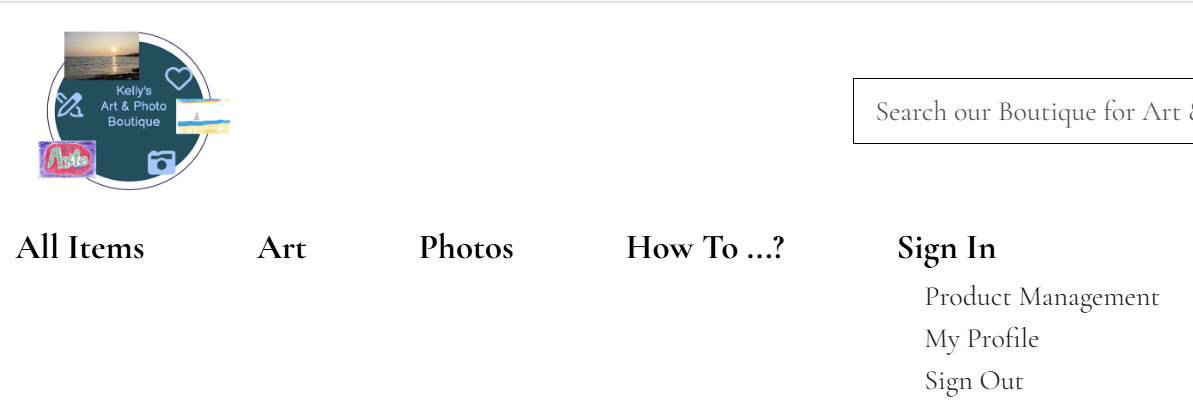 Kelly's
Art & Photo
Boutique
Arts
Search our Boutique for Art &
All Items
Art
Photos
How To ...?
Sign In
Product Management
My Profile
Sign Out